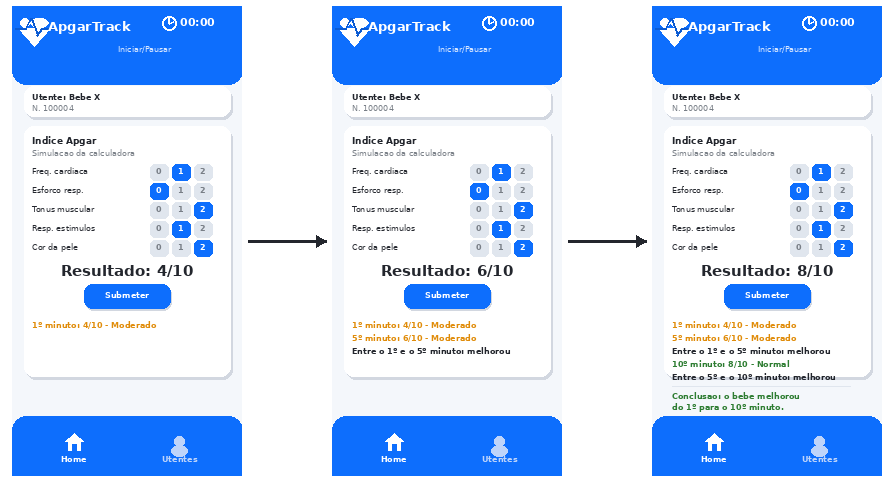 ApgarTrack 00:00
Iniciar/Pausar
Utente: Bebe X
N. 100004
Indice Apgar
Simulacao da calculadora
Freq. cardiaca 0 1 2
Esforco resp. 0 1 2
Tonus muscular 0 1 2
Resp. estimulos 0 1 2
Cor da pele 0 1 2
Resultado: 4/10
Submeter
1º minuto: 4/10 - Moderado
Home Utentes
ApgarTrack 00:00
Iniciar/Pausar
Utente: Bebe X
N. 100004
Indice Apgar
Simulacao da calculadora
Freq. cardiaca 0 1 2
Esforco resp. 0 1 2
Tonus muscular 0 1 2
Resp. estimulos 0 1 2
Cor da pele 0 1 2
Resultado: 6/10
Submeter
1º minuto: 4/10 - Moderado
5º minuto: 6/10 - Moderado
Entre o 1º e o 5º minuto: melhorou
Home Utentes
ApgarTrack 00:00
Iniciar/Pausar
Utente: Bebe X
N. 100004
Indice Apgar
Simulacao da calculadora
Freq. cardiaca 0 1 2
Esforco resp. 0 1 2
Tonus muscular 0 1 2
Resp. estimulos 0 1 2
Cor da pele 0 1 2
Resultado: 8/10
Submeter
1º minuto: 4/10 - Moderado
5º minuto: 6/10 - Moderado
Entre o 1º e o 5º minuto: melhorou
10º minuto: 8/10 - Normal
Entre o 5º e o 10º minuto: melhorou
Conclusao: o bebe melhorou
do 1º para o 10º minuto.
Home Utentes